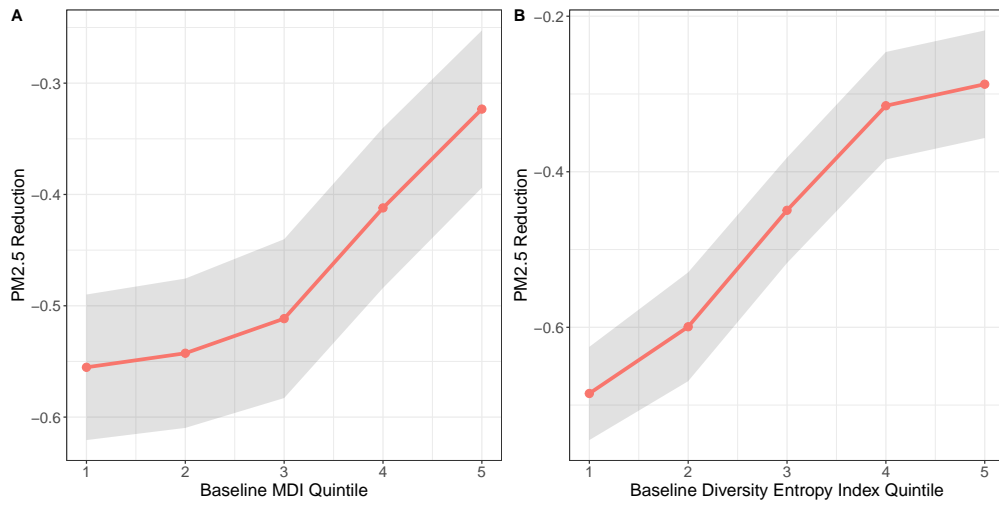 A
PM2.5 Reduction
−0.3
−0.4
−0.5
−0.6
1 2 3 4 5
Baseline MDI Quintile
B
PM2.5 Reduction
−0.2
−0.4
−0.6
1 2 3 4 5
Baseline Diversity Entropy Index Quintile